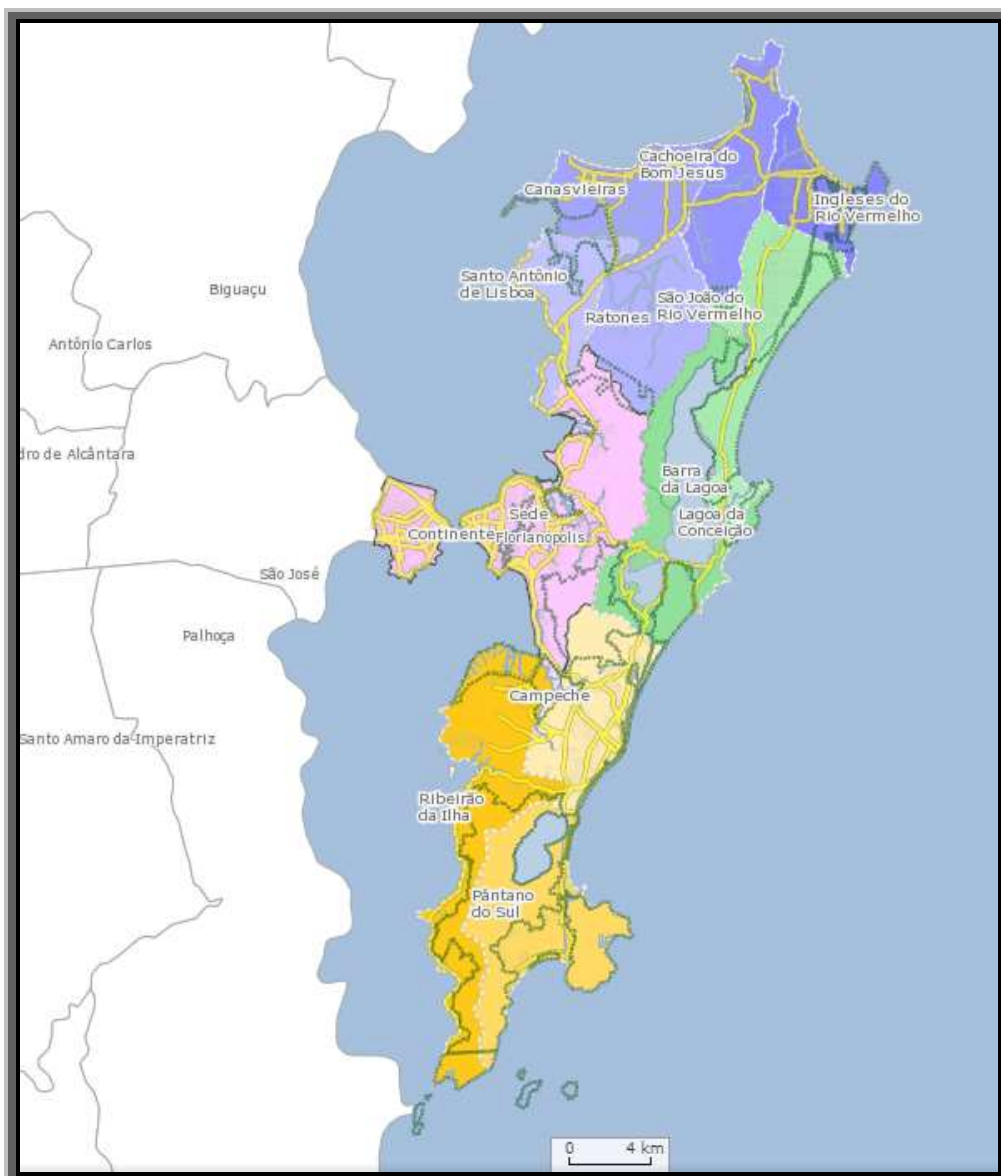 Cachoeira do
Bom Jesus
Canasvieiras
Ingleses do
Rio Vermelho
Santo Antônio
de Lisboa
Biguaçu
São João do
Rio Vermelho
Ratones
Antônio Carlos
dro de Alcântara
Barra
da Lagoa
Sede
Lagoa da
Conceição
Continente
Florianopolis
São José
Palhoça
Campeche
Santo Amaro da Imperatriz
Ribeirão
da Ilha
Pântano
do Sul
0 4 km